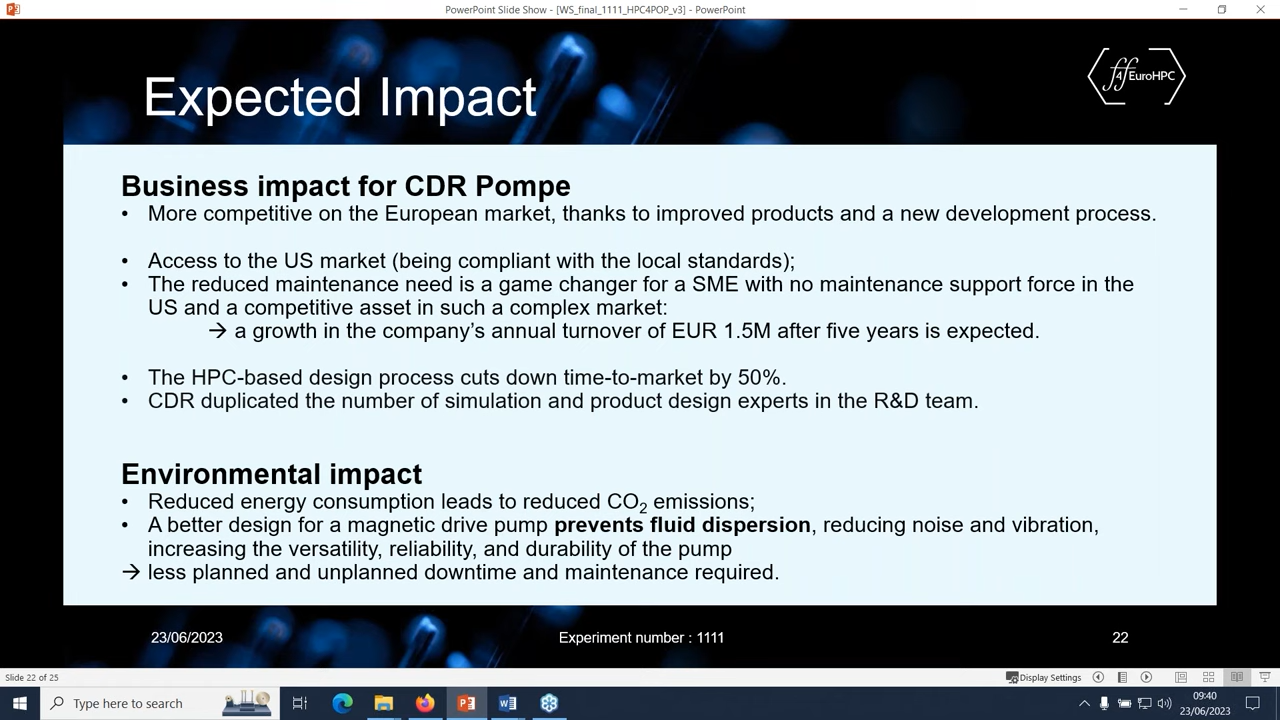 PowerPoint Slide Show - [WS_final_1111_HPC4POP_v3] - PowerPoint
Expected Impact
ff4EuroHPC
Business impact for CDR Pompe
• More competitive on the European market, thanks to improved products and a new development process.
• Access to the US market (being compliant with the local standards);
• The reduced maintenance need is a game changer for a SME with no maintenance support force in the
US and a competitive asset in such a complex market:
→ a growth in the company's annual turnover of EUR 1.5M after five years is expected.
• The HPC-based design process cuts down time-to-market by 50%.
• CDR duplicated the number of simulation and product design experts in the R&D team.
Environmental impact
• Reduced energy consumption leads to reduced CO₂ emissions;
• A better design for a magnetic drive pump prevents fluid dispersion, reducing noise and vibration,
increasing the versatility, reliability, and durability of the pump
→ less planned and unplanned downtime and maintenance required.
23/06/2023
Experiment number : 1111
22
Slide 22 of 25
Display Settings
Type here to search
09:40
23/06/2023